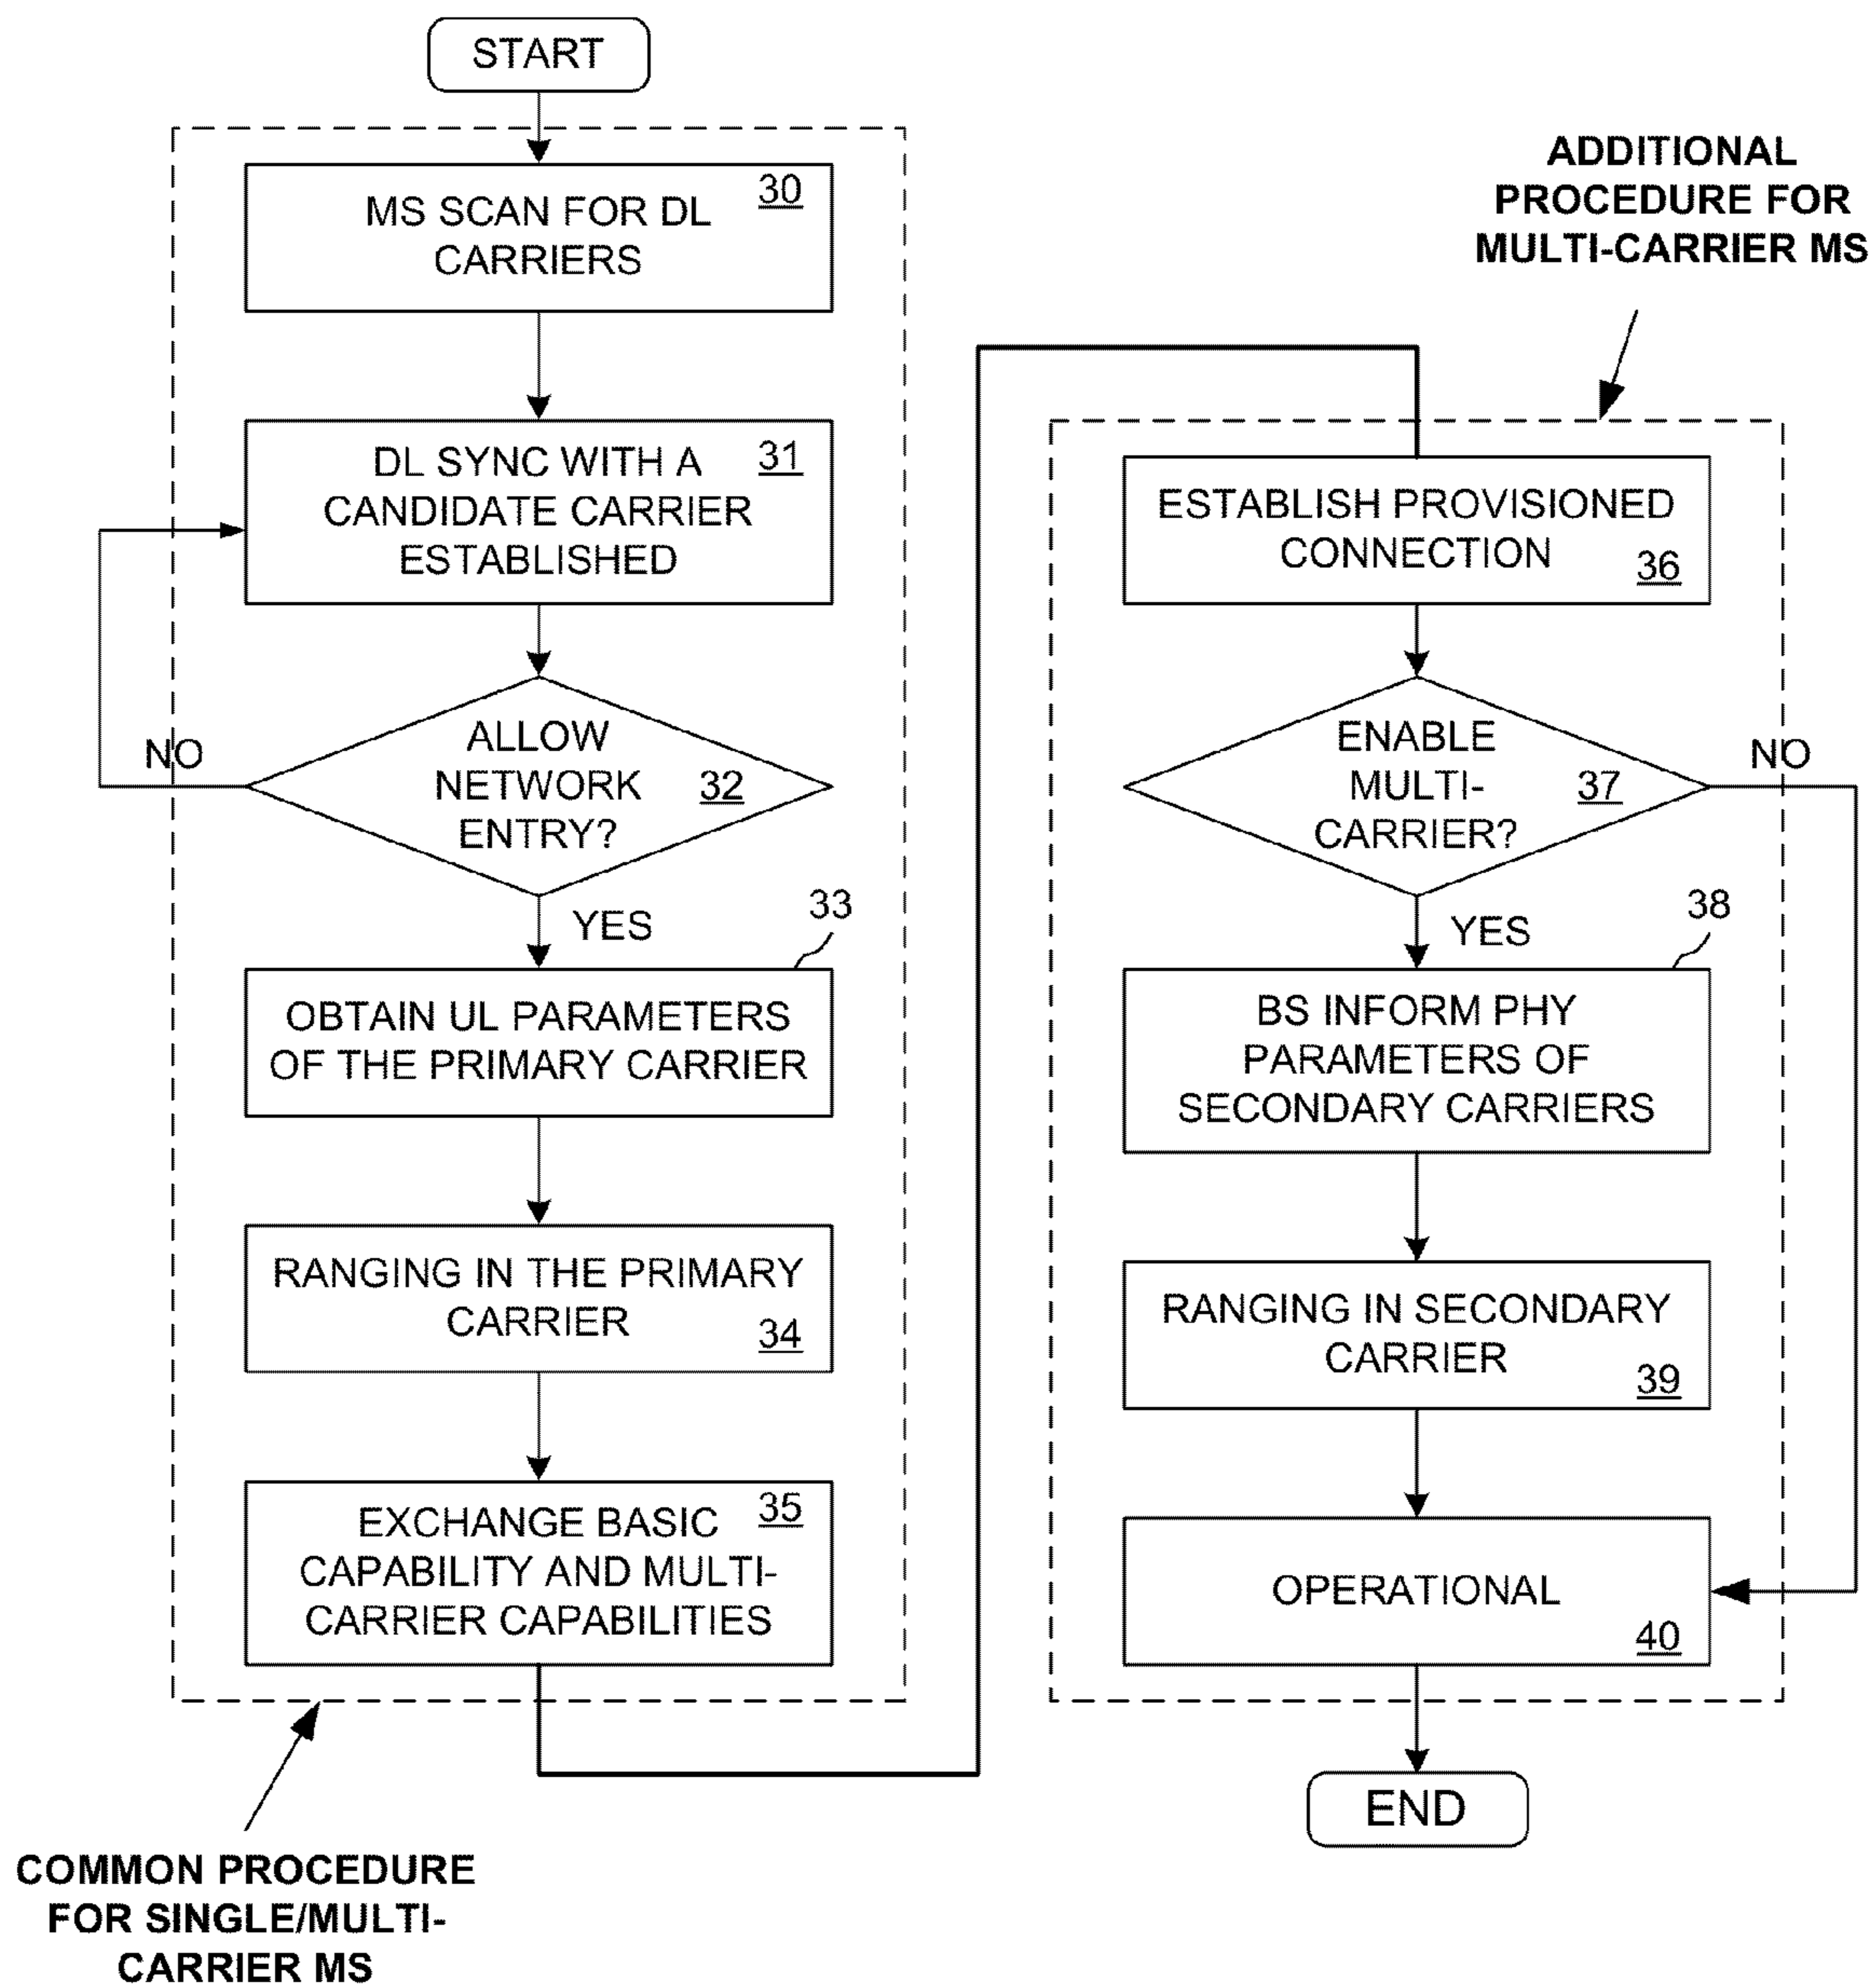 START
30
MS SCAN FOR DL
CARRIERS
31
DL SYNC WITH A
CANDIDATE CARRIER
ESTABLISHED
ALLOW
NETWORK
ENTRY?
32
NO
YES
33
OBTAIN UL PARAMETERS
OF THE PRIMARY CARRIER
RANGING IN THE PRIMARY
CARRIER
34
35
EXCHANGE BASIC
CAPABILITY AND MULTI-
CARRIER CAPABILITIES
COMMON PROCEDURE
FOR SINGLE/MULTI-
CARRIER MS
ADDITIONAL
PROCEDURE FOR
MULTI-CARRIER MS
ESTABLISH PROVISIONED
CONNECTION
36
ENABLE
MULTI-
CARRIER?
37
NO
YES
38
BS INFORM PHY
PARAMETERS OF
SECONDARY CARRIERS
RANGING IN SECONDARY
CARRIER
39
OPERATIONAL
40
END